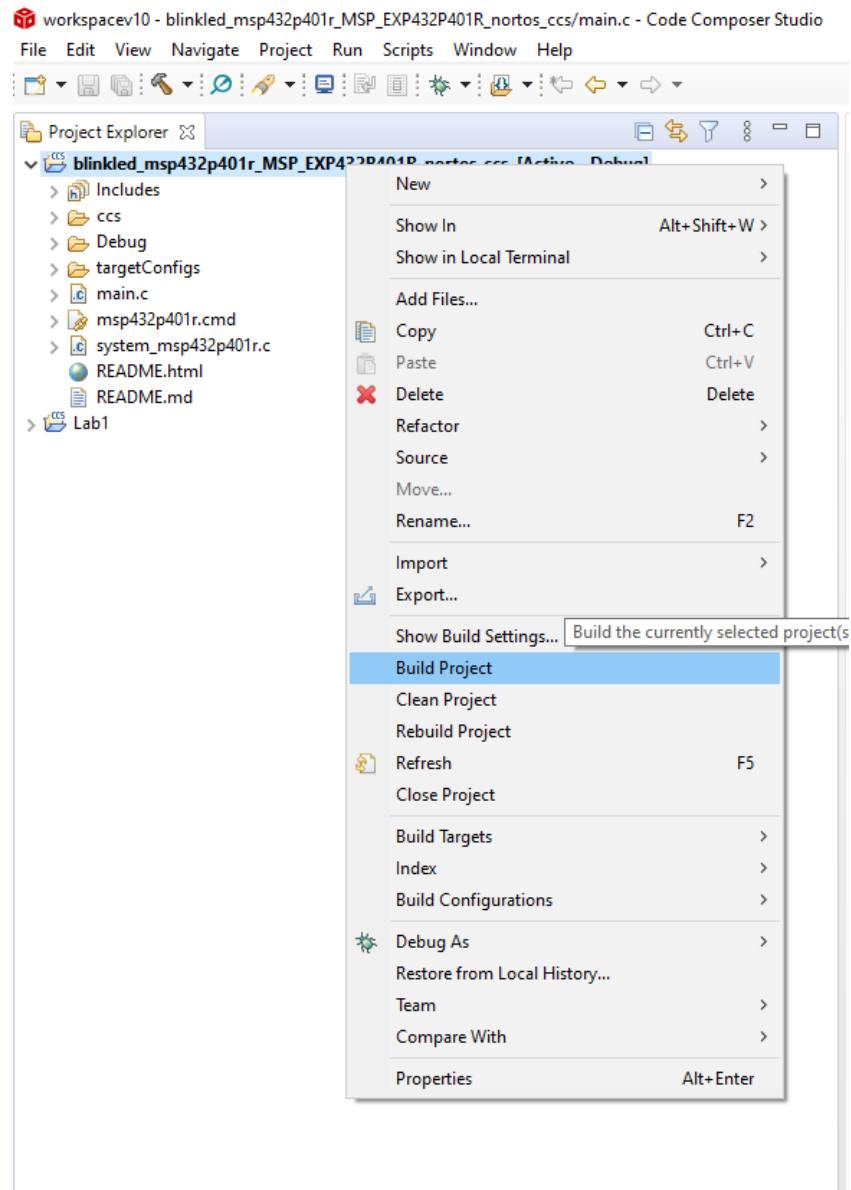 workspacev10 - blinkled_msp432p401r_MSP_EXP432P401R_nortos_ccs/main.c - Code Composer Studio
File Edit View Navigate Project Run Scripts Window Help
Project Explorer
blinkled_msp432p401r_MSP_EXP432P401R_nortos_ccs [Active - Debug]
Includes
ccs
Debug
targetConfigs
main.c
msp432p401r.cmd
system_msp432p401r.c
README.html
README.md
Lab1
New
Show In Alt+Shift+W
Show in Local Terminal
Add Files...
Copy Ctrl+C
Paste Ctrl+V
Delete Delete
Refactor
Source
Move...
Rename... F2
Import
Export...
Show Build Settings...
Build the currently selected project(s
Build Project
Clean Project
Rebuild Project
Refresh F5
Close Project
Build Targets
Index
Build Configurations
Debug As
Restore from Local History...
Team
Compare With
Properties Alt+Enter